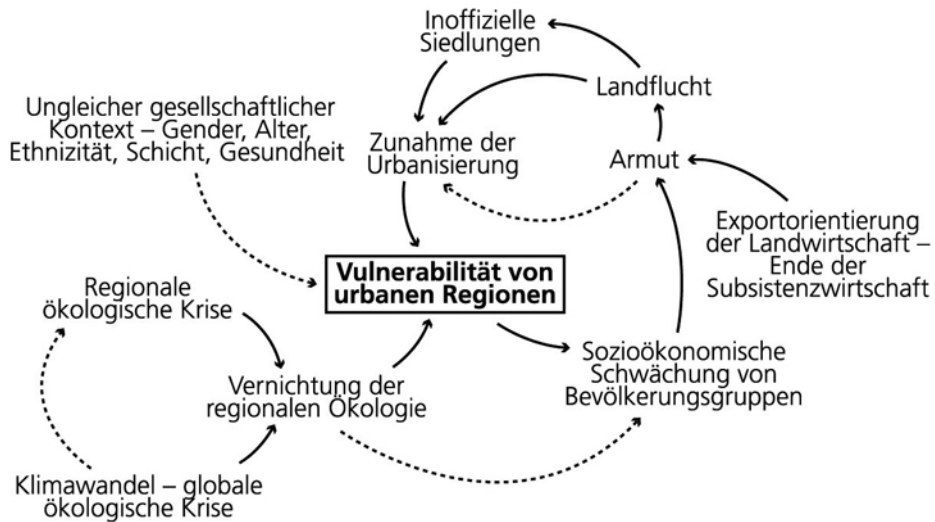 Inoffizielle
Siedlungen
Landflucht
Ungleicher gesellschaftlicher
Kontext – Gender, Alter,
Ethnizität, Schicht, Gesundheit
Zunahme der
Urbanisierung
Armut
Exportorientierung
der Landwirtschaft –
Ende der
Subsistenzwirtschaft
Vulnerabilität von
urbanen Regionen
Regionale
ökologische Krise
Sozioökonomische
Schwächung von
Bevölkerungsgruppen
Vernichtung der
regionalen Ökologie
Klimawandel – globale
ökologische Krise